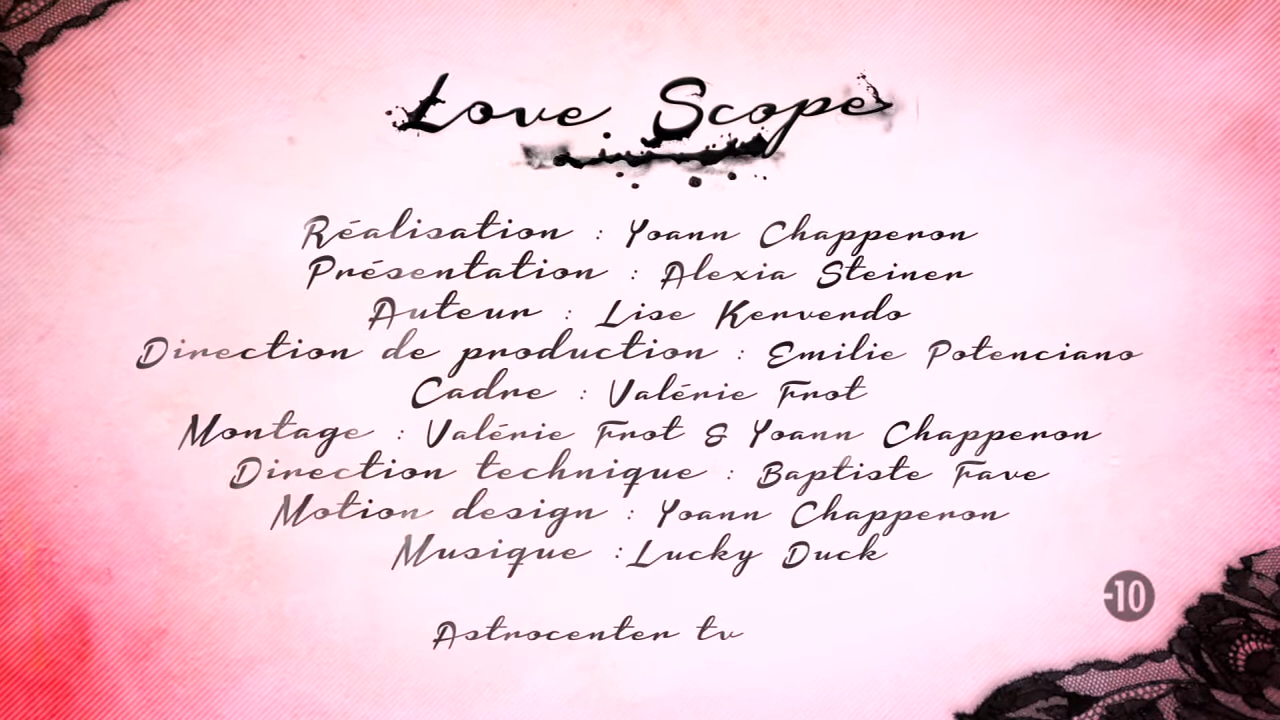 Love Scope
Réalisation : Yoann Chapperon
Présentation : Alexia Steiner
Auteur : Lise Kerverdo
Direction de production : Emilie Potenciano
Cadre : Valérie Frot
Montage : Valérie Frot & Yoann Chapperon
Direction technique : Baptiste Fave
Motion design : Yoann Chapperon
Musique :Lucky Duck
-10
Astrocenter tv